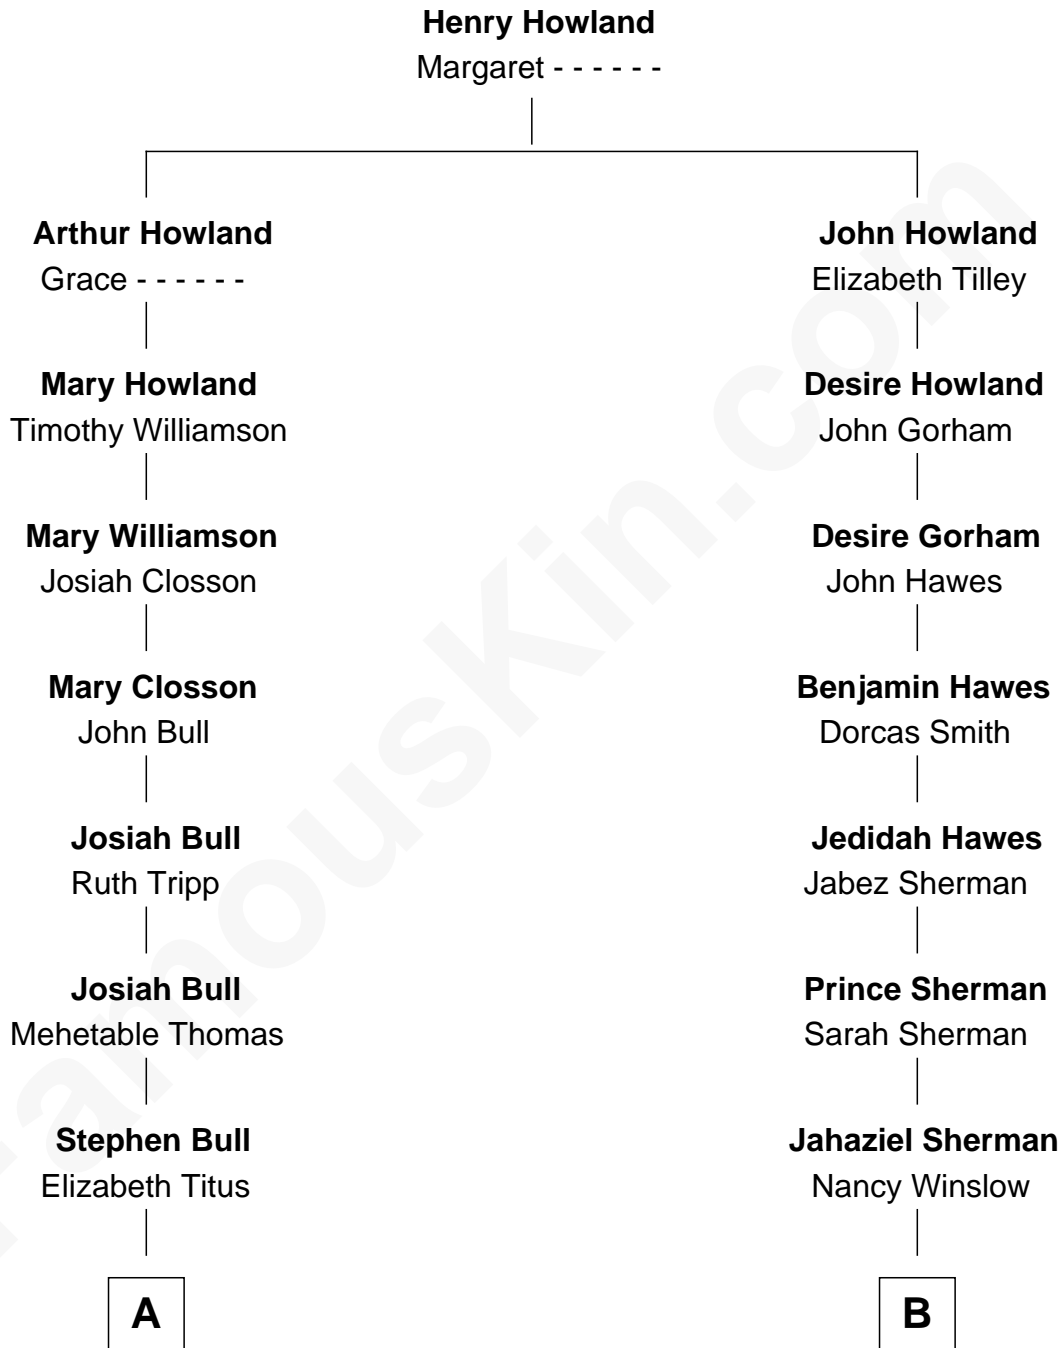 Henry Howland
Margaret - - - - - -
Arthur Howland
Grace - - - - - -
John Howland
Elizabeth Tilley
Mary Howland
Timothy Williamson
Desire Howland
John Gorham
Mary Williamson
Josiah Closson
Desire Gorham
John Hawes
Mary Closson
John Bull
Benjamin Hawes
Dorcas Smith
Josiah Bull
Ruth Tripp
Jedidah Hawes
Jabez Sherman
Josiah Bull
Mehetable Thomas
Prince Sherman
Sarah Sherman
Stephen Bull
Elizabeth Titus
Jahaziel Sherman
Nancy Winslow
A
B
FamousKin.com